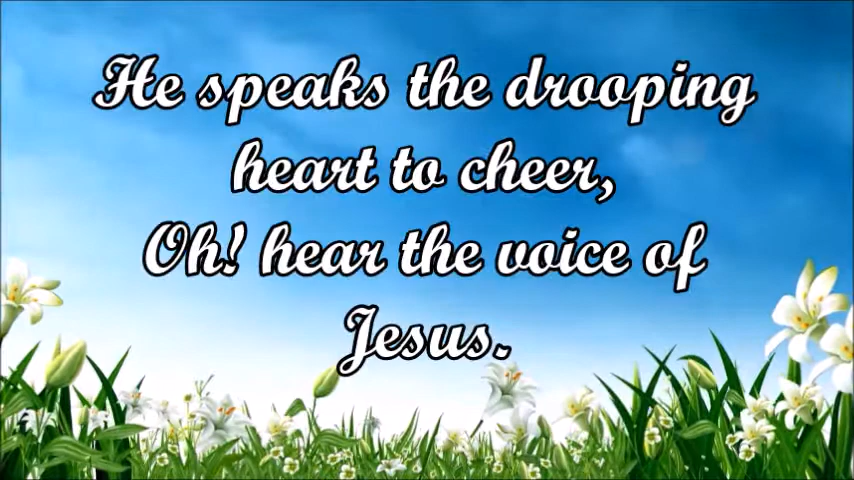 He speaks the drooping
heart to cheer,
Oh! hear the voice of
Jesus.